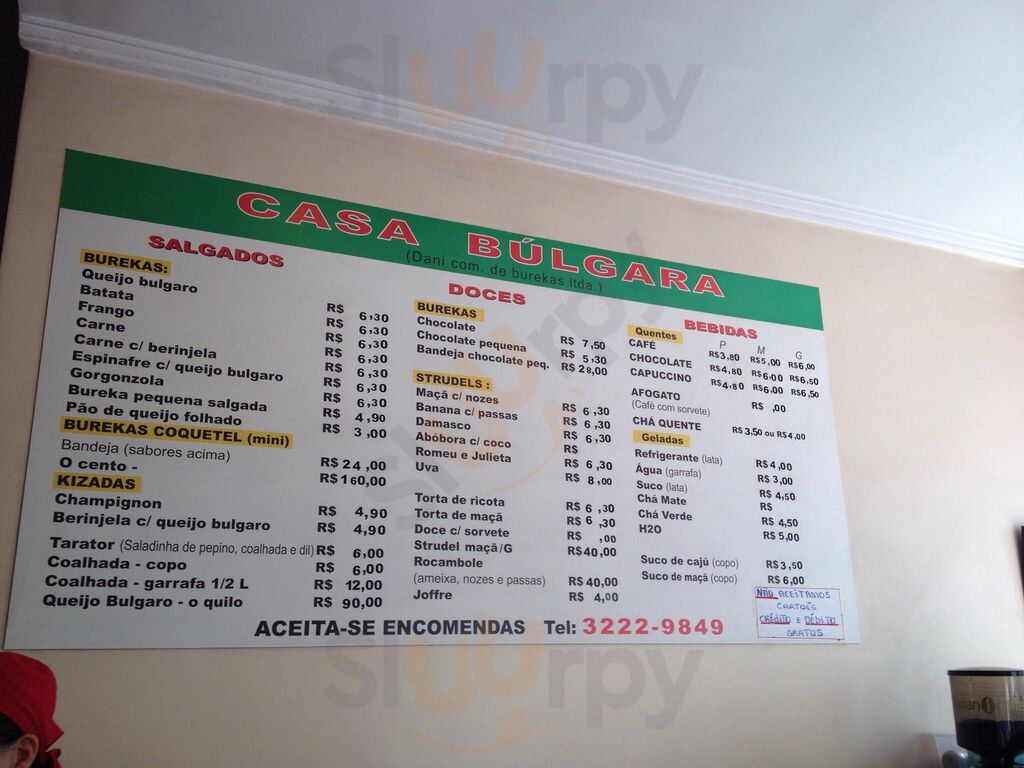 CASA BÚLGARA
(Dani com. de burekas ltda.)
SALGADOS
BUREKAS:
Queijo bulgaro R$ 6,30
Batata R$ 6,30
Frango R$ 6,30
Carne R$ 6,30
Carne c/ berinjela R$ 6,30
Espinafre c/ queijo bulgaro R$ 6,30
Gorgonzola R$ 6,30
Bureka pequena salgada R$ 4,90
Pão de queijo folhado R$ 3,00
BUREKAS COQUETEL (mini)
Bandeja (sabores acima) R$ 24,00
O cento - R$ 160,00
KIZADAS
Champignon R$ 4,90
Berinjela c/ queijo bulgaro R$ 4,90
Tarator (Saladinha de pepino, coalhada e dil) R$ 6,00
Coalhada - copo R$ 6,00
Coalhada - garrafa 1/2 L R$ 12,00
Queijo Bulgaro - o quilo R$ 90,00
DOCES
BUREKAS
Chocolate R$ 7,50
Chocolate pequena R$ 5,30
Bandeja chocolate peq. R$ 28,00
STRUDELS :
Maçã c/ nozes R$ 6,30
Banana c/ passas R$ 6,30
Damasco R$ 6,30
Abóbora c/ coco R$
Romeu e Julieta R$ 6,30
Uva R$ 8,00
Torta de ricota R$ 6,30
Torta de maçã R$ 6,30
Doce c/ sorvete R$ ,00
Strudel maçã/G R$ 40,00
Rocambole
(ameixa, nozes e passas) R$ 40,00
Joffre R$ 4,00
BEBIDAS
Quentes P M G
CAFÉ R$3,80 R$5,00 R$6,00
CHOCOLATE R$4,80 R$6,00 R$6,50
CAPUCCINO R$4,80 R$6,00 R$6,50
AFOGATO
(Café com sorvete) R$ ,00
CHÁ QUENTE R$ 3,50 ou R$ 4,00
Geladas
Refrigerante (lata) R$ 4,00
Água (garrafa) R$ 3,00
Suco (lata) R$ 4,50
Chá Mate R$
Chá Verde R$ 4,50
H2O R$ 5,00
Suco de cajú (copo) R$ 3,50
Suco de maçã (copo) R$ 6,00
NÃO ACEITAMOS
CARTOÊS
CRÉDITO E DÉBITO
GRATOS
ACEITA-SE ENCOMENDAS Tel: 3222-9849
Sluurpy
Sluurpy
Sluurpy